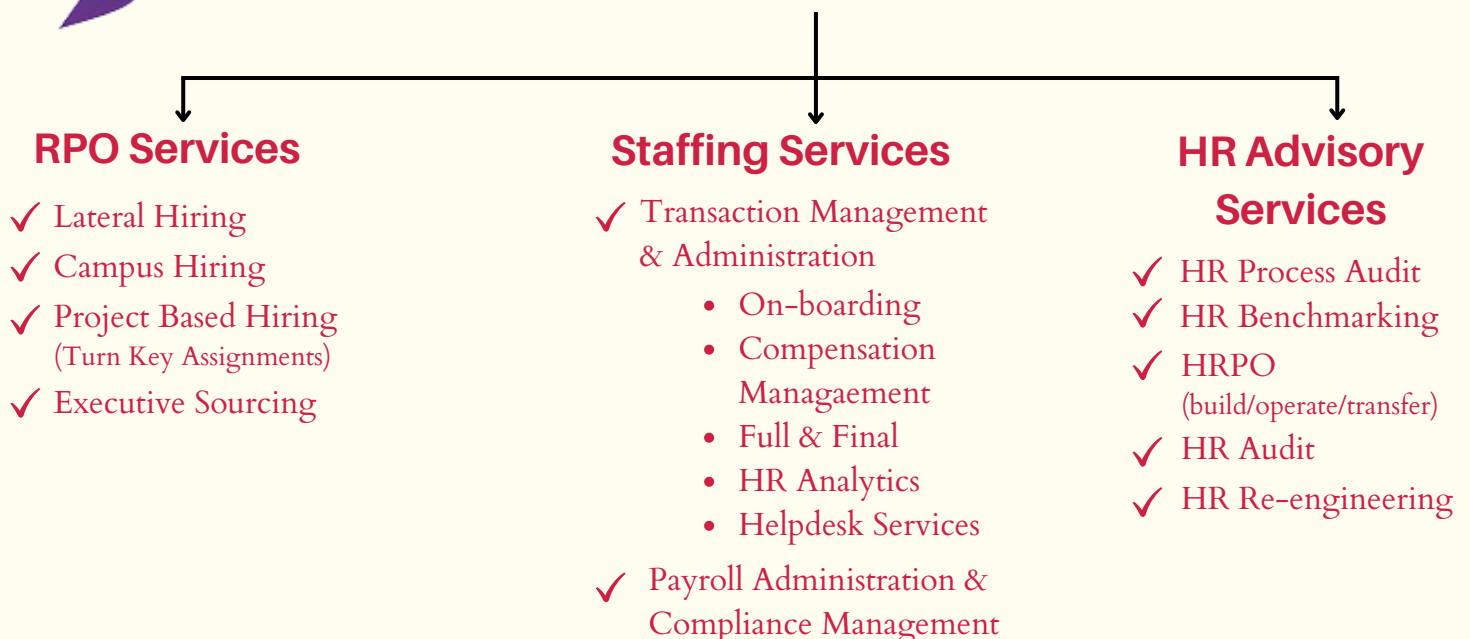 RPO Services
Lateral Hiring
Campus Hiring
Project Based Hiring
(Turn Key Assignments)
Executive Sourcing
Staffing Services
Transaction Management
& Administration
On-boarding
Compensation
Managaement
Full & Final
HR Analytics
Helpdesk Services
Payroll Administration &
Compliance Management
HR Advisory
Services
HR Process Audit
HR Benchmarking
HRPO
(build/operate/transfer)
HR Audit
HR Re-engineering